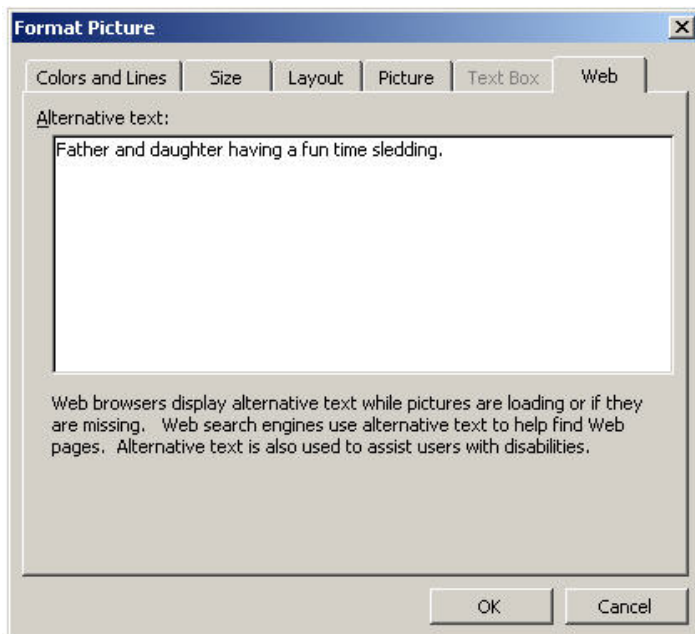 Format Picture
Colors and Lines Size Layout Picture Text Box Web
Alternative text:
Father and daughter having a fun time sledding.
Web browsers display alternative text while pictures are loading or if they
are missing.   Web search engines use alternative text to help find Web
pages.  Alternative text is also used to assist users with disabilities.
OK Cancel